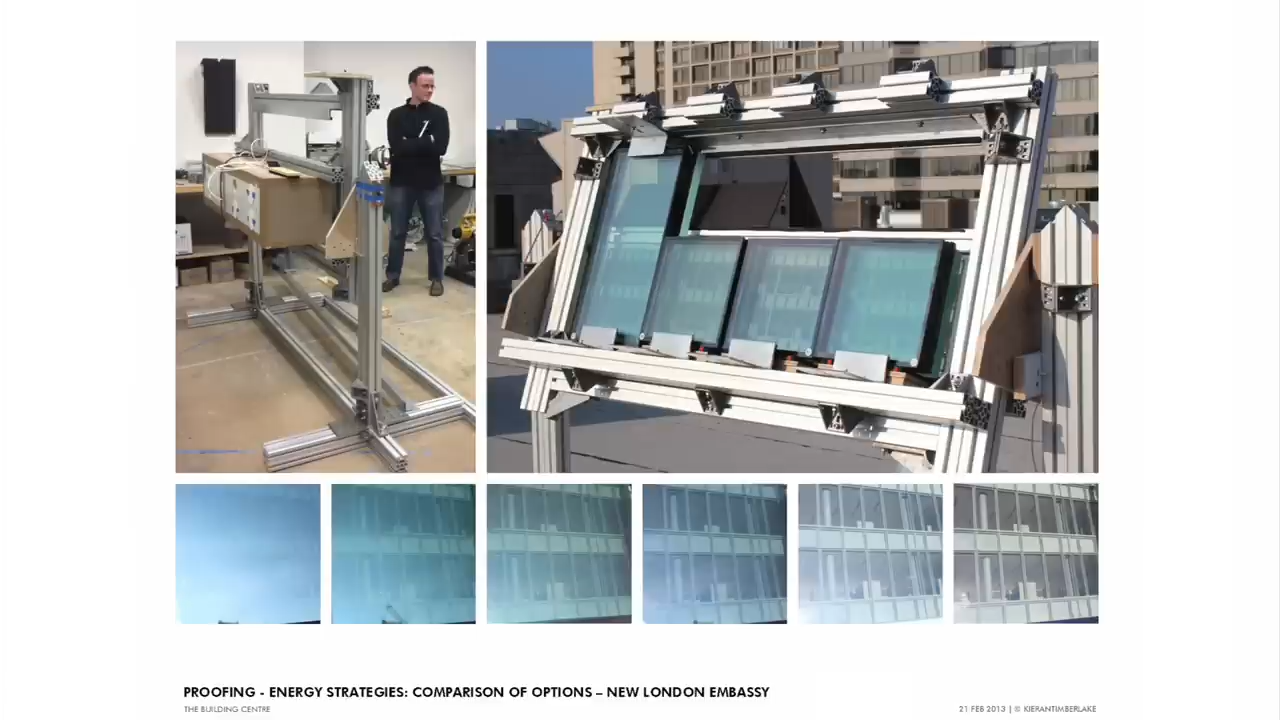 PROOFING - ENERGY STRATEGIES: COMPARISON OF OPTIONS – NEW LONDON EMBASSY
THE BUILDING CENTRE
21 FEB 2013 | © KIERANTIMBERLAKE